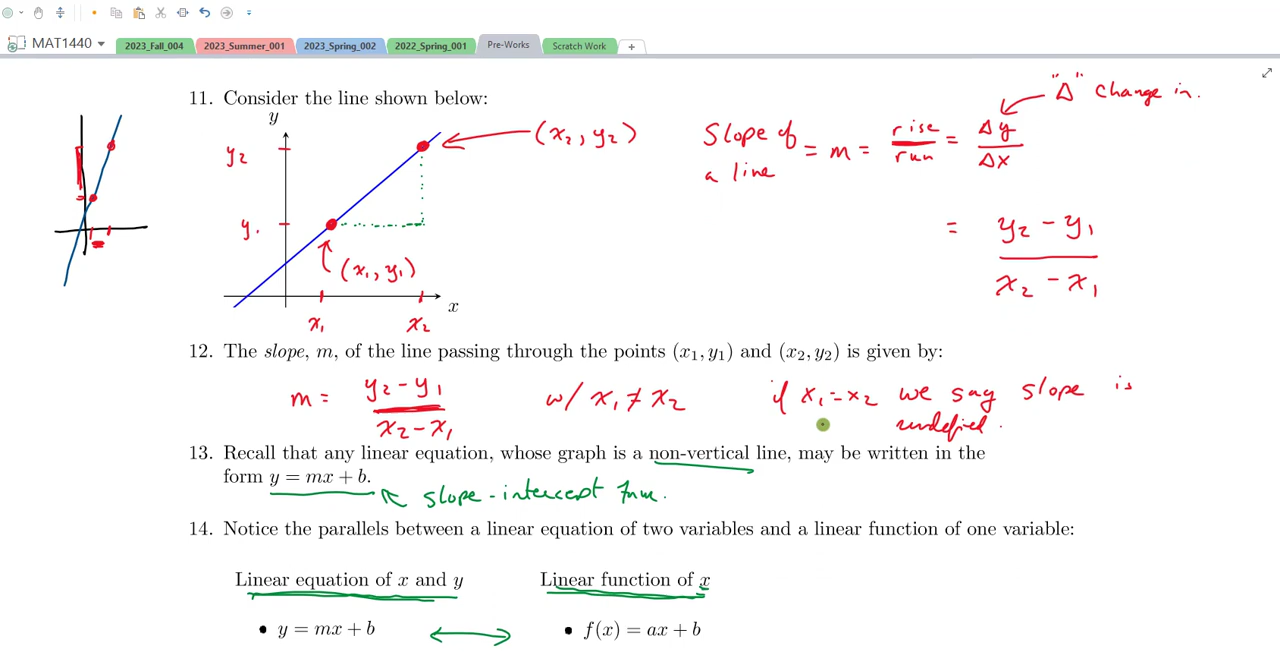 MAT1440
2023_Fall_004
2023_Summer_001
2023_Spring_002
2022_Spring_001
Pre-Works
Scratch Work
+
11. Consider the line shown below:
y
y2
y1
(x2, y2)
(x1, y1)
x
x1
x2
Slope of a line = m = rise/run = Δy/Δx
"Δ" change in.
= (y2 - y1)/(x2 - x1)
12. The slope, m, of the line passing through the points (x1, y1) and (x2, y2) is given by:
m = (y2 - y1)/(x2 - x1) w/ x1 ≠ x2 if x1 = x2 we say slope is
undefied.
13. Recall that any linear equation, whose graph is a non-vertical line, may be written in the
form y = mx + b.
slope-intercept form.
14. Notice the parallels between a linear equation of two variables and a linear function of one variable:
Linear equation of x and y
Linear function of x
• y = mx + b
• f(x) = ax + b